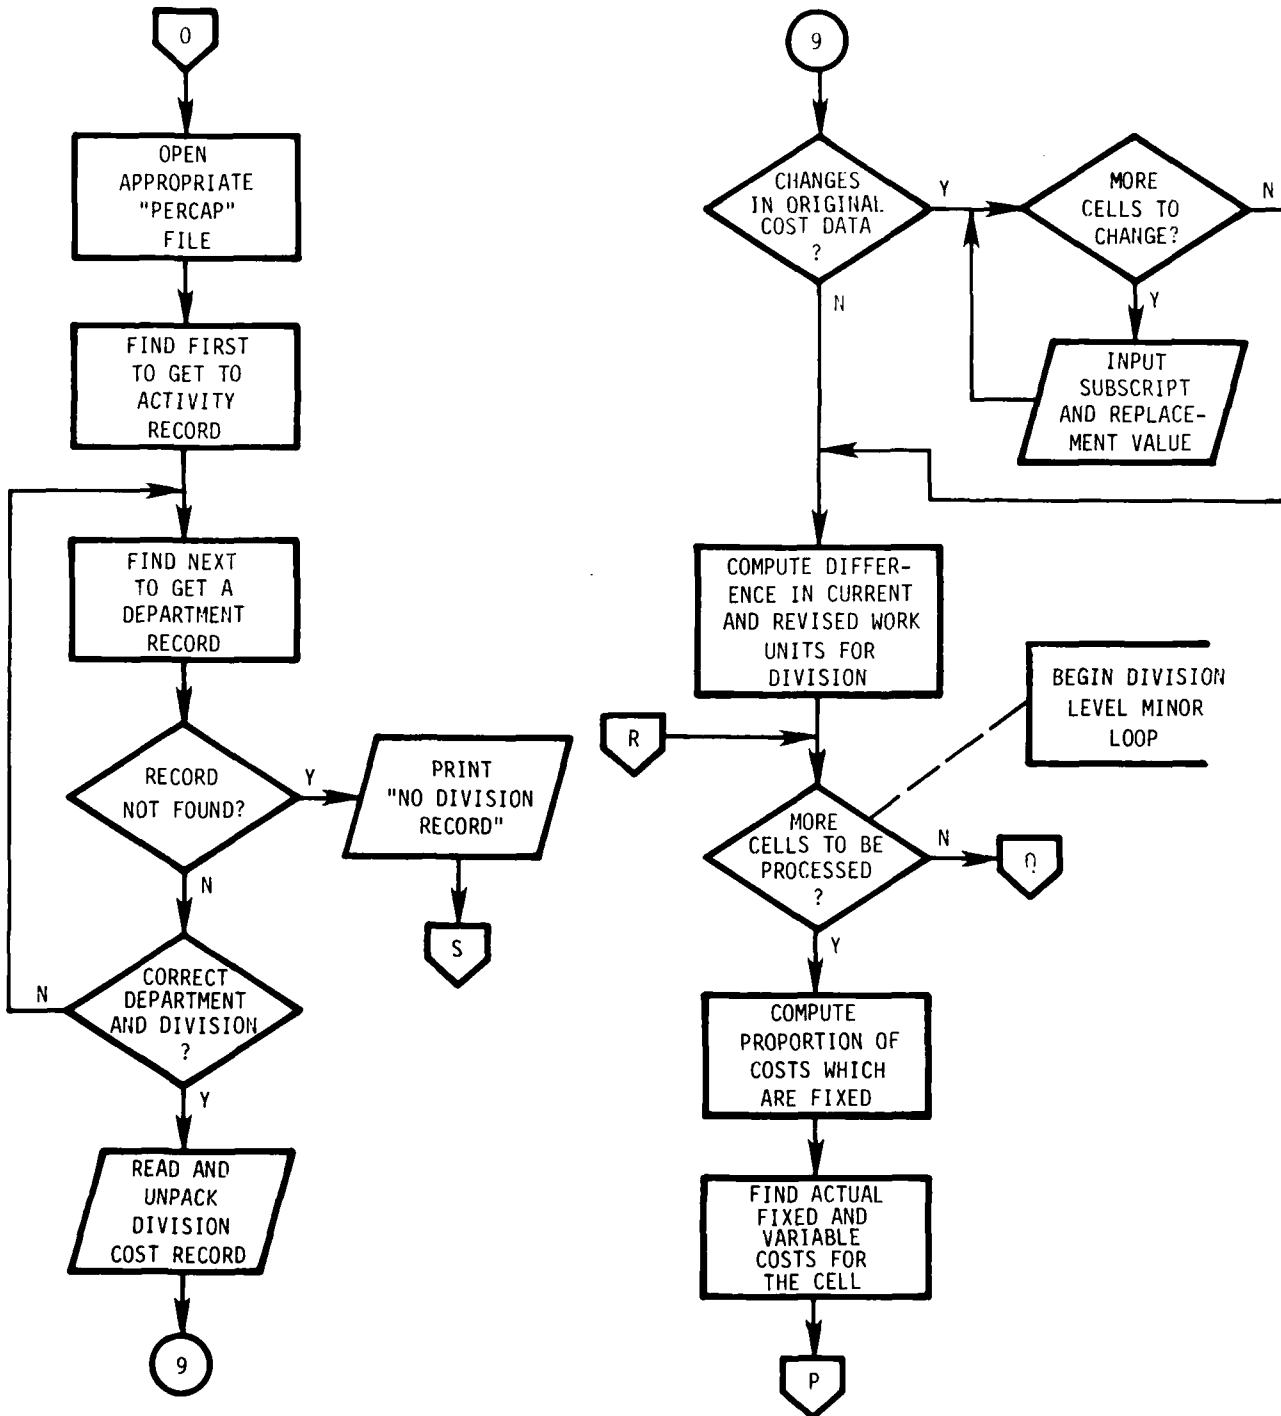 O
OPEN
APPROPRIATE
"PERCAP"
FILE
FIND FIRST
TO GET TO
ACTIVITY
RECORD
FIND NEXT
TO GET A
DEPARTMENT
RECORD
RECORD
NOT FOUND?
Y
N
PRINT
"NO DIVISION
RECORD"
S
CORRECT
DEPARTMENT
AND DIVISION
?
N
Y
READ AND
UNPACK
DIVISION
COST RECORD
9
9
CHANGES
IN ORIGINAL
COST DATA
?
Y
N
MORE
CELLS TO
CHANGE?
N
Y
INPUT
SUBSCRIPT
AND REPLACE-
MENT VALUE
COMPUTE DIFFER-
ENCE IN CURRENT
AND REVISED WORK
UNITS FOR
DIVISION
BEGIN DIVISION
LEVEL MINOR
LOOP
R
MORE
CELLS TO BE
PROCESSED
?
N
Q
Y
COMPUTE
PROPORTION OF
COSTS WHICH
ARE FIXED
FIND ACTUAL
FIXED AND
VARIABLE
COSTS FOR
THE CELL
P